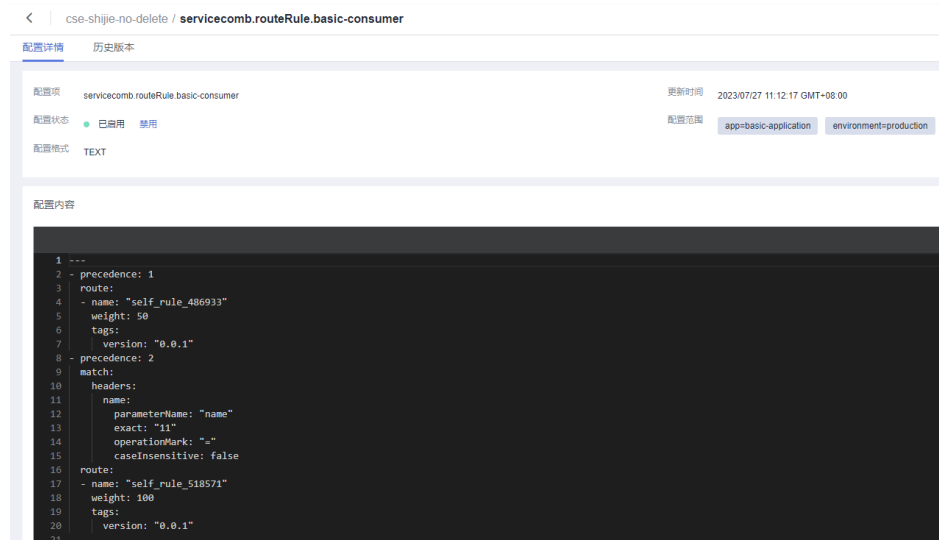 cse-shijie-no-delete / servicecomb.routeRule.basic-consumer
配置详情 历史版本
配置项 servicecomb.routeRule.basic-consumer 更新时间 2023/07/27 11:12:17 GMT+08:00
配置状态 已启用 禁用 配置范围 app=basic-application environment=production
配置格式 TEXT
配置内容
1 ---
2 - precedence: 1
3 route:
4 - name: "self_rule_486933"
5 weight: 50
6 tags:
7 version: "0.0.1"
8 - precedence: 2
9 match:
10 headers:
11 name:
12 parameterName: "name"
13 exact: "11"
14 operationMark: "="
15 caseInsensitive: false
16 route:
17 - name: "self_rule_518571"
18 weight: 100
19 tags:
20 version: "0.0.1"
21